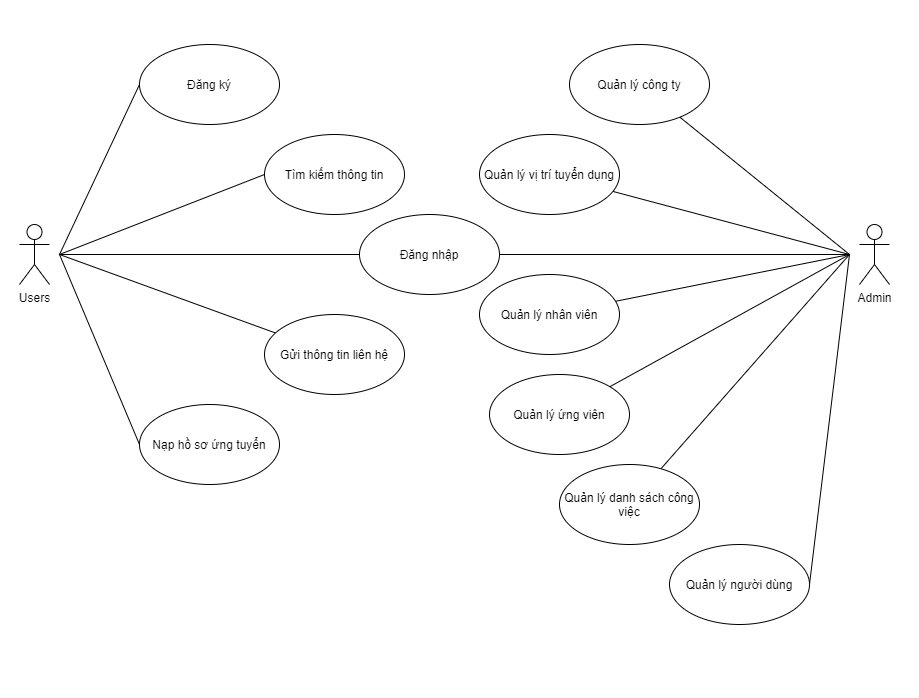 Đăng ký
Quản lý công ty
Tìm kiếm thông tin
Quản lý vị trí tuyển dụng
Đăng nhập
Users
Admin
Quản lý nhân viên
Gửi thông tin liên hệ
Quản lý ứng viên
Nạp hồ sơ ứng tuyển
Quản lý danh sách công
việc
Quản lý người dùng